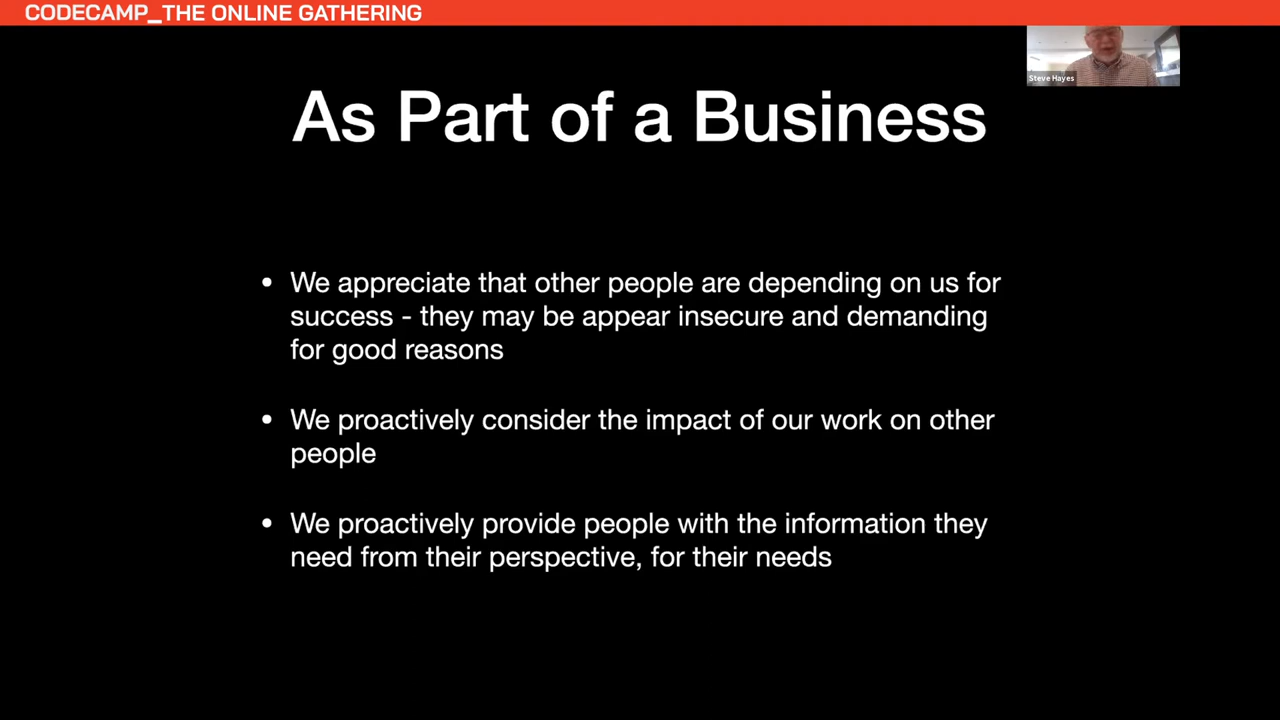 CODECAMP_THE ONLINE GATHERING
Steve Hayes
As Part of a Business
• We appreciate that other people are depending on us for
success - they may be appear insecure and demanding
for good reasons
• We proactively consider the impact of our work on other
people
• We proactively provide people with the information they
need from their perspective, for their needs